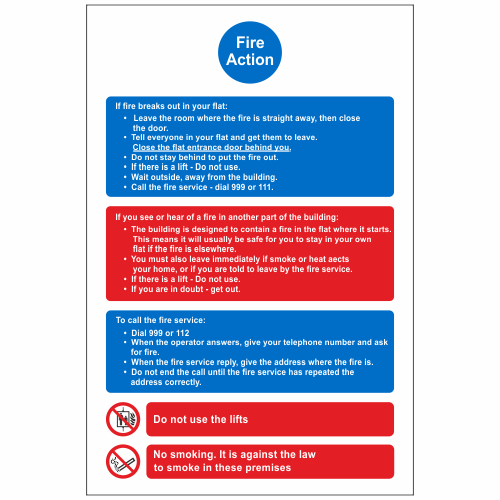 Fire
Action
If fire breaks out in your flat:
• Leave the room where the fire is straight away, then close
the door.
• Tell everyone in your flat and get them to leave.
Close the flat entrance door behind you,
• Do not stay behind to put the fire out.
• If there is a lift - Do not use.
• Wait outside, away from the building.
• Call the fire service - dial 999 or 111.
If you see or hear of a fire in another part of the building:
• The building is designed to contain a fire in the flat where it starts.
This means it will usually be safe for you to stay in your own
flat if the fire is elsewhere.
• You must also leave immediately if smoke or heat aects
your home, or if you are told to leave by the fire service.
• If there is a lift - Do not use.
• If you are in doubt - get out.
To call the fire service:
• Dial 999 or 112
• When the operator answers, give your telephone number and ask
for fire.
• When the fire service reply, give the address where the fire is.
• Do not end the call until the fire service has repeated the
address correctly.
Do not use the lifts
No smoking. It is against the law
to smoke in these premises